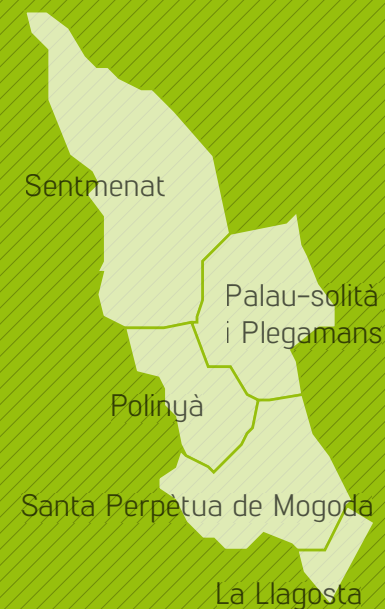 Sentmenat
Palau-solità
i Plegamans
Polinyà
Santa Perpètua de Mogoda
La Llagosta